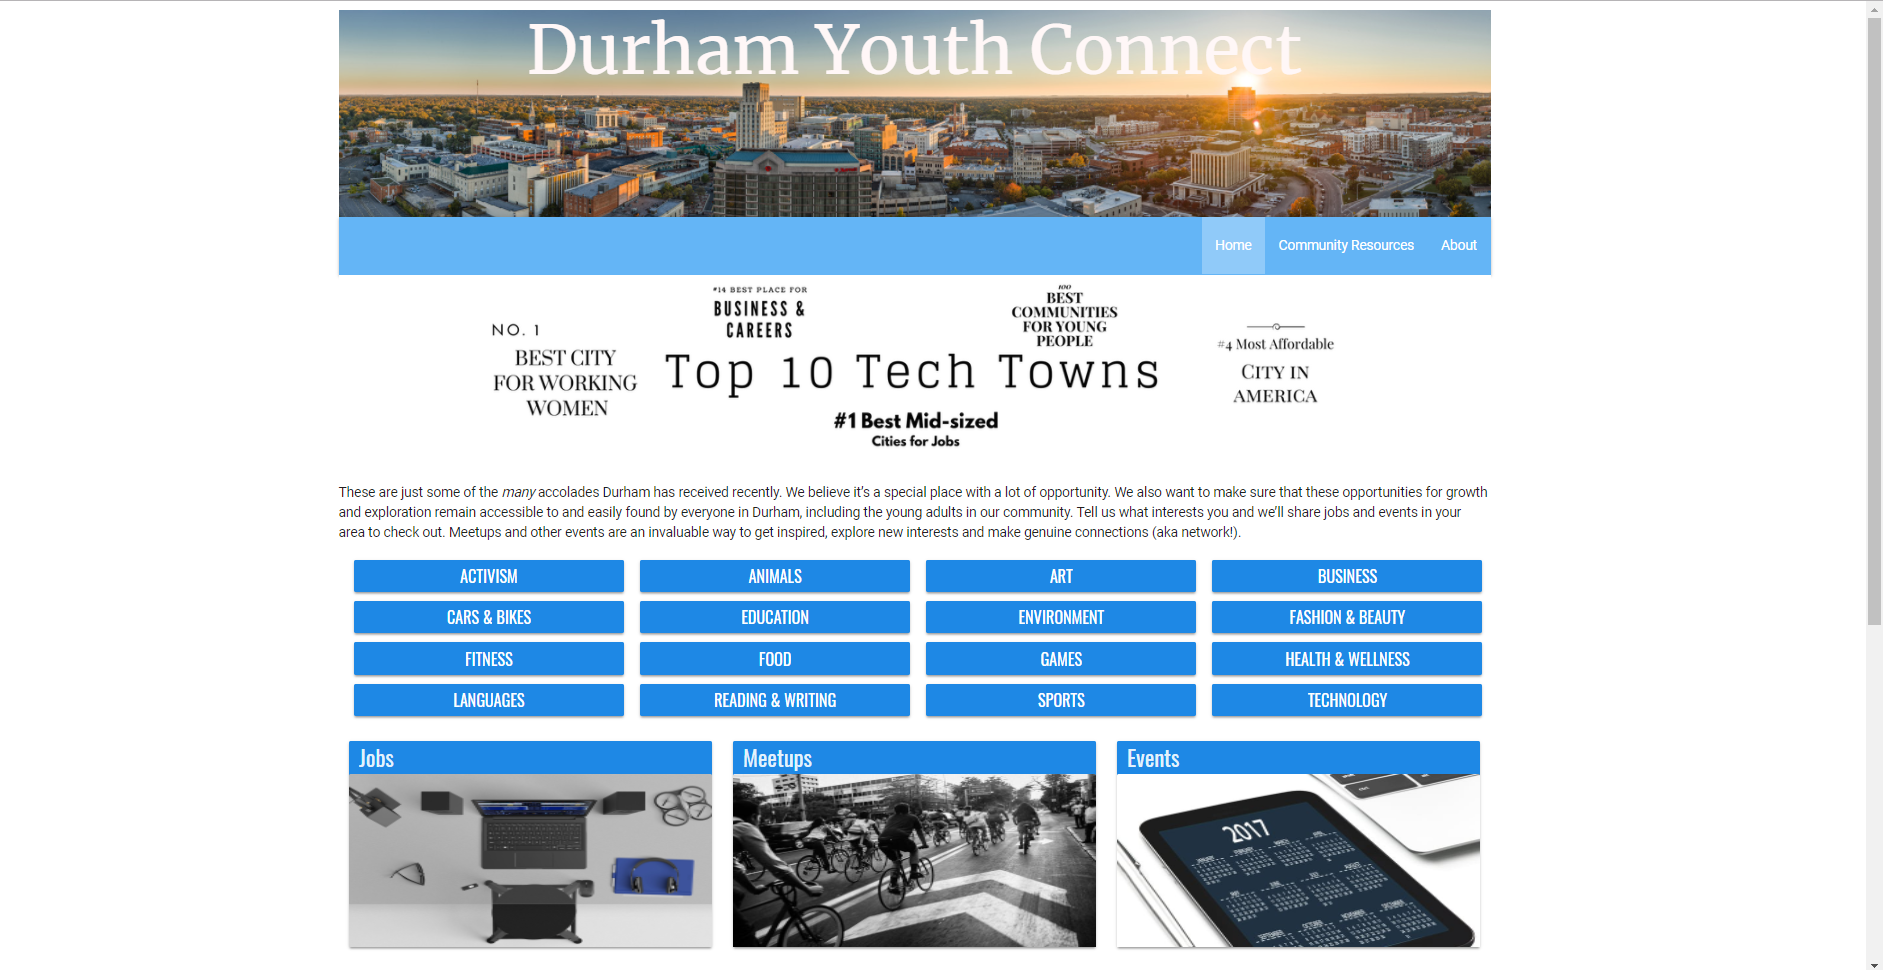 Durham Youth Connect
Home Community Resources About
#14 BEST PLACE FOR
BUSINESS &
CAREERS
100
BEST
COMMUNITIES
FOR YOUNG
PEOPLE
NO. 1
BEST CITY
FOR WORKING
WOMEN
Top 10 Tech Towns
#4 Most Affordable
CITY IN
AMERICA
#1 Best Mid-sized
Cities for Jobs
These are just some of the many accolades Durham has received recently. We believe it's a special place with a lot of opportunity. We also want to make sure that these opportunities for growth
and exploration remain accessible to and easily found by everyone in Durham, including the young adults in our community. Tell us what interests you and we'll share jobs and events in your
area to check out. Meetups and other events are an invaluable way to get inspired, explore new interests and make genuine connections (aka network!).
ACTIVISM ANIMALS ART BUSINESS
CARS & BIKES EDUCATION ENVIRONMENT FASHION & BEAUTY
FITNESS FOOD GAMES HEALTH & WELLNESS
LANGUAGES READING & WRITING SPORTS TECHNOLOGY
Jobs Meetups Events
2017